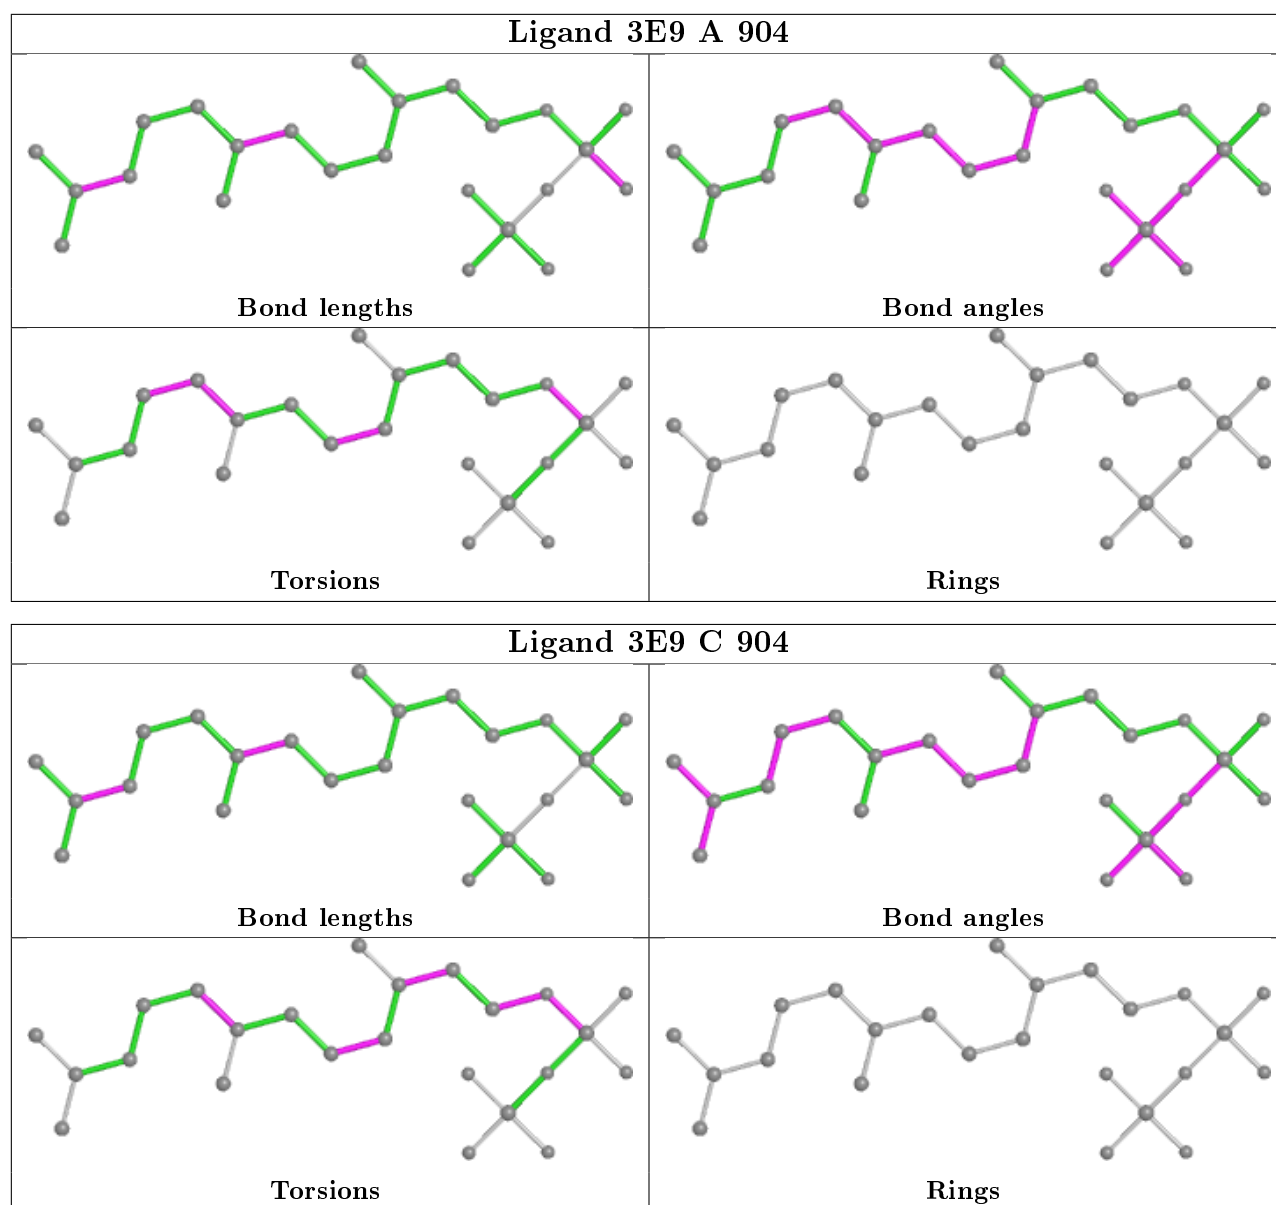 Ligand 3E9 A 904
Bond lengths
Bond angles
Torsions
Rings
Ligand 3E9 C 904
Bond lengths
Bond angles
Torsions
Rings